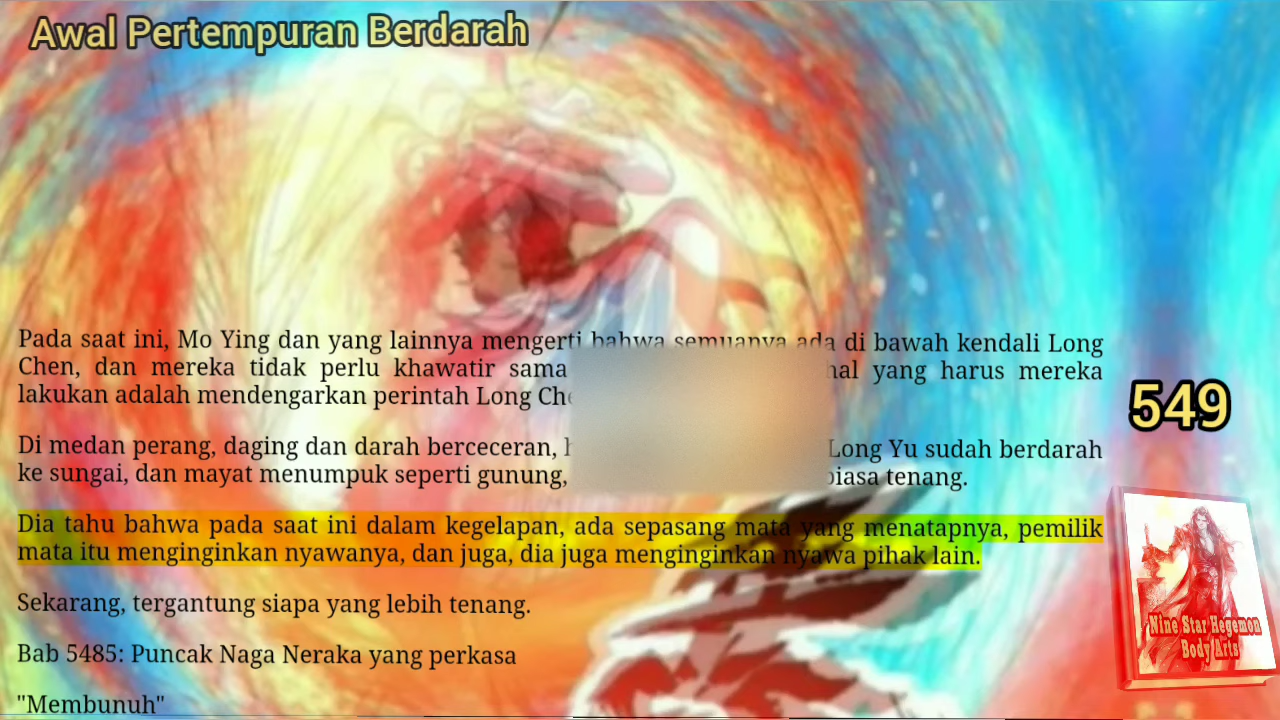 Awal Pertempuran Berdarah
Pada saat ini, Mo Ying dan yang lainnya mengerti bahwa semuanya ada di bawah kendali Long
Chen, dan mereka tidak perlu khawatir sama yang harus mereka
lakukan adalah mendengarkan perintah Long
Di medan perang, daging dan darah berceceran, Long Yu sudah berdarah
ke sungai, dan mayat menumpuk seperti gunung, tenang.
Dia tahu bahwa pada saat ini dalam kegelapan, ada sepasang mata yang menatapnya, pemilik
mata itu menginginkan nyawanya, dan juga, dia juga menginginkan nyawa pihak lain.
Sekarang, tergantung siapa yang lebih tenang.
Bab 5485: Puncak Naga Neraka yang perkasa
"Membunuh"
549
Nine Star Hegemon
Body Arts